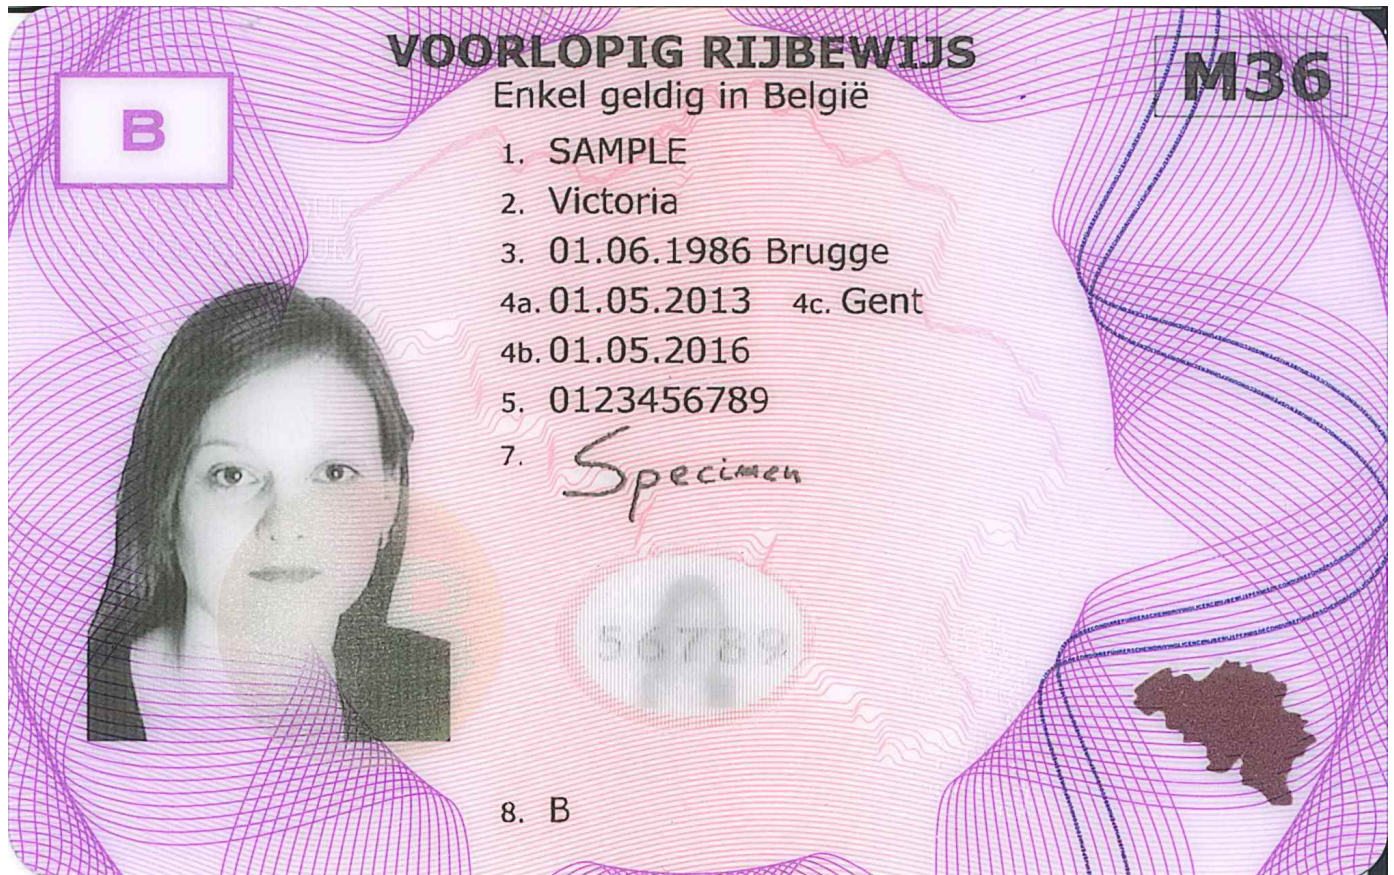 VOORLOPIG RIJBEWIJS
M36
Enkel geldig in België
B
1. SAMPLE
2. Victoria
3. 01.06.1986 Brugge
4a. 01.05.2013 4c. Gent
4b. 01.05.2016
5. 0123456789
7. Specimen
56789
8. B